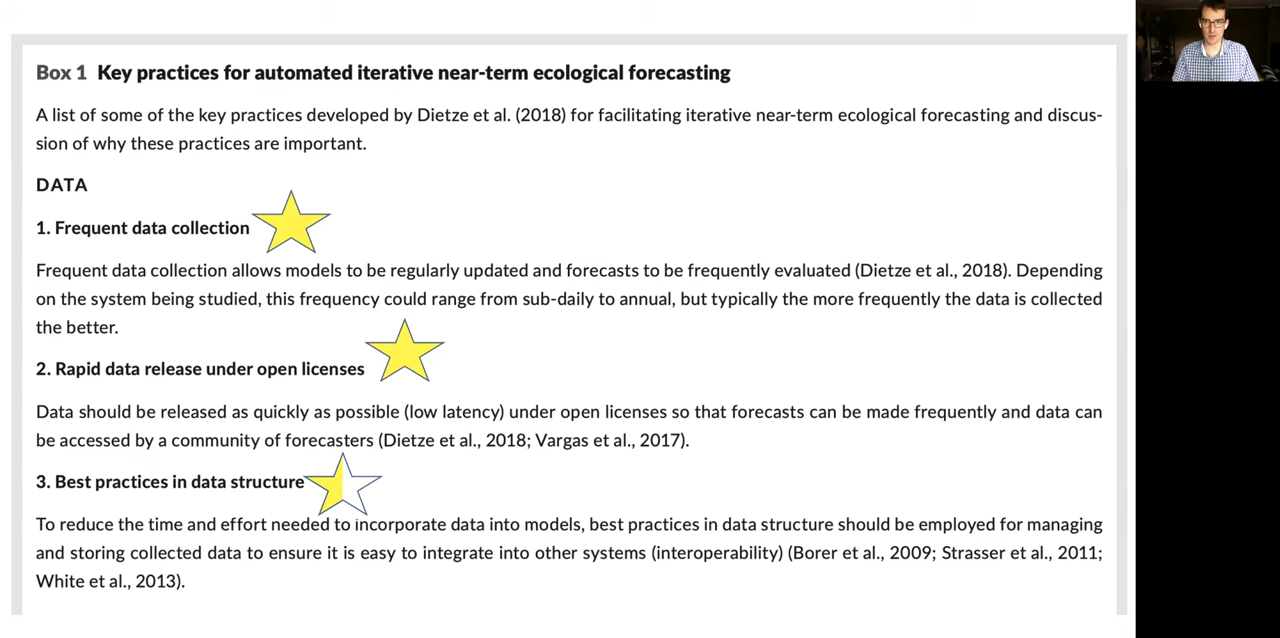 Box 1 Key practices for automated iterative near-term ecological forecasting
A list of some of the key practices developed by Dietze et al. (2018) for facilitating iterative near-term ecological forecasting and discus-
sion of why these practices are important.
DATA
1. Frequent data collection
Frequent data collection allows models to be regularly updated and forecasts to be frequently evaluated (Dietze et al., 2018). Depending
on the system being studied, this frequency could range from sub-daily to annual, but typically the more frequently the data is collected
the better.
2. Rapid data release under open licenses
Data should be released as quickly as possible (low latency) under open licenses so that forecasts can be made frequently and data can
be accessed by a community of forecasters (Dietze et al., 2018; Vargas et al., 2017).
3. Best practices in data structure
To reduce the time and effort needed to incorporate data into models, best practices in data structure should be employed for managing
and storing collected data to ensure it is easy to integrate into other systems (interoperability) (Borer et al., 2009; Strasser et al., 2011;
White et al., 2013).